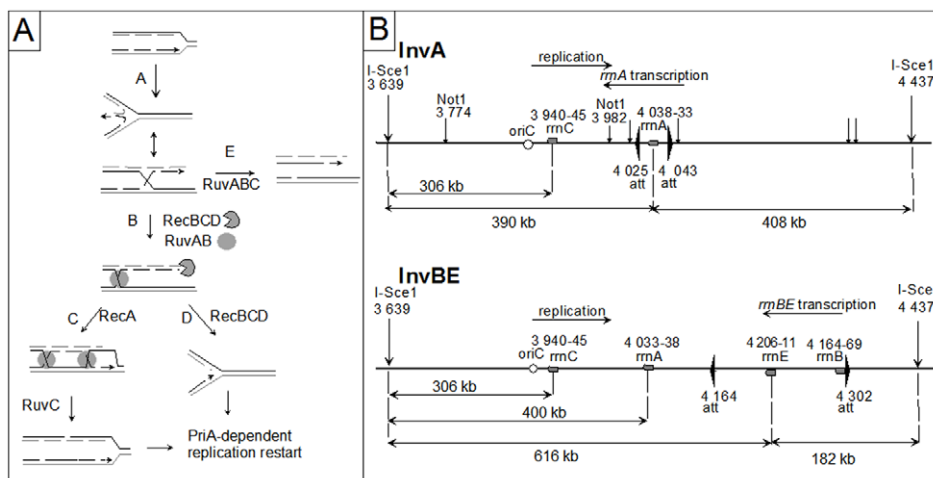 A
A
E
RuvABC
B
RecBCD
RuvAB
C
RecA
D
RecBCD
RuvC
PriA-dependent
replication restart
B
InvA
replication
rrnA transcription
I-Sce1
3 639
I-Sce1
4 437
Not1
3 774
3 940-45
rrnC
oriC
Not1
3 982
4 038-33
rrnA
4 025
att
4 043
att
306 kb
390 kb
408 kb
InvBE
I-Sce1
3 639
I-Sce
4 437
replication
rrnBE transcription
3 940-45
rrnC
oriC
4 033-38
rrnA
4 206-11
rrnE
4 164-69
rrnB
4 164
att
4 302
att
306 kb
400 kb
616 kb
182 kb